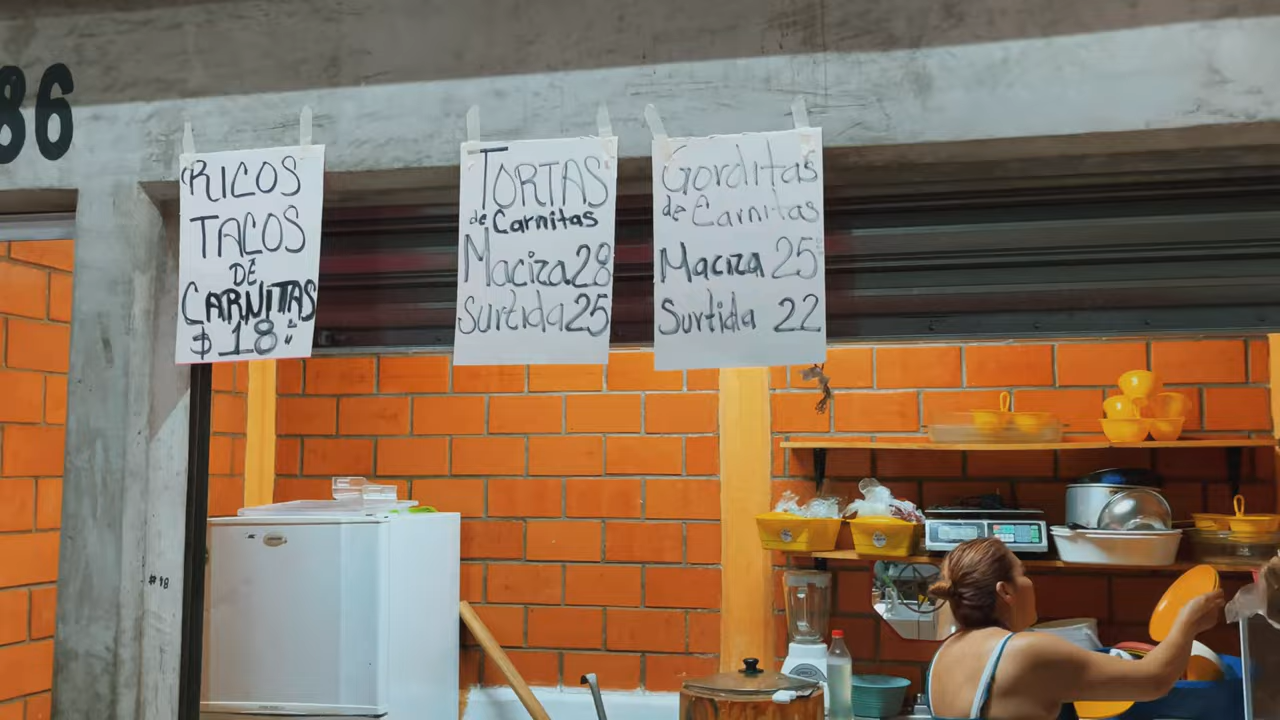 86
RICOS
TACOS
DE
CARNITAS
$18
TORTAS
de Carnitas
Maciza 28
Surtida 25
Gorditas
de Carnitas
Maciza 25
Surtida 22
#18